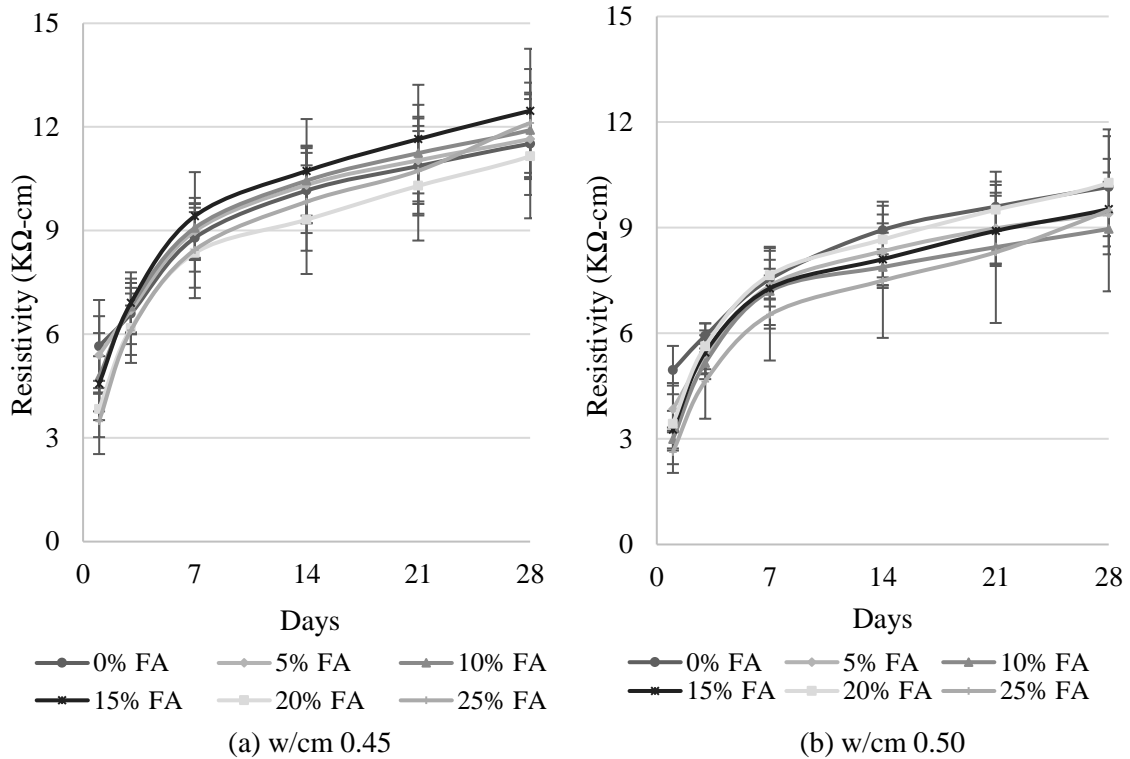 15
12
9
6
3
0
Resistivity (KΩ-cm)
0 7 14 21 28
Days
0% FA 5% FA 10% FA
15% FA 20% FA 25% FA
(a) w/cm 0.45
15
12
9
6
3
0
Resistivity (KΩ-cm)
0 7 14 21 28
Days
0% FA 5% FA 10% FA
15% FA 20% FA 25% FA
(b) w/cm 0.50